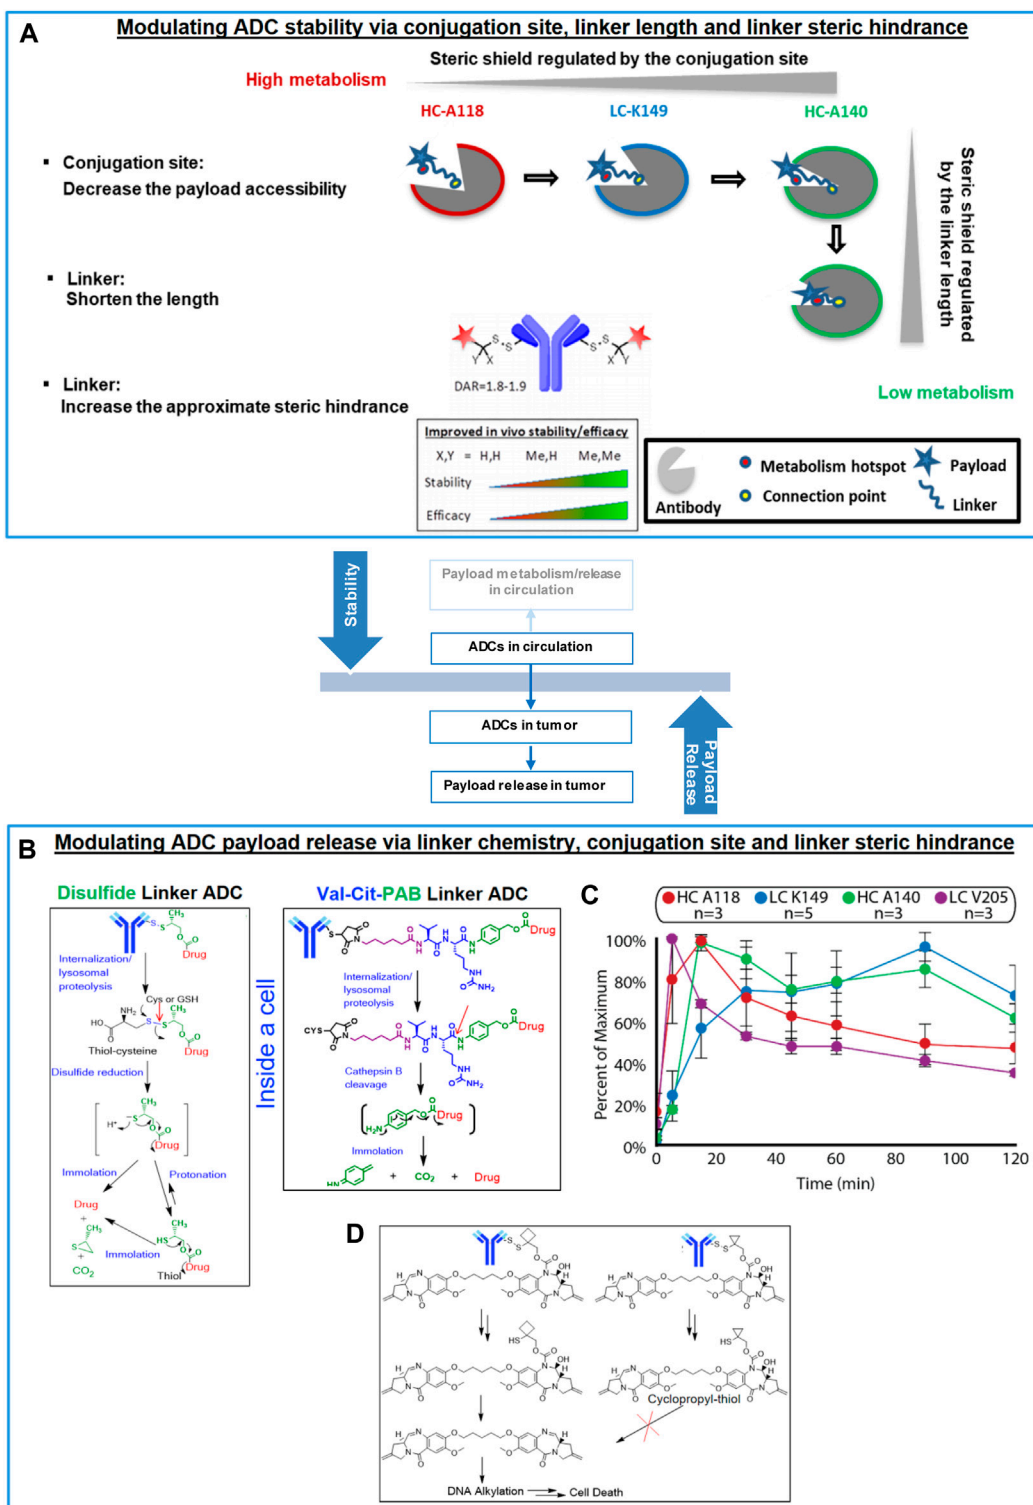 A
Modulating ADC stability via conjugation site, linker length and linker steric hindrance
Steric shield regulated by the conjugation site
High metabolism
HC-A118
LC-K149
HC-A140
▪ Conjugation site:
Decrease the payload accessibility
Steric shield regulated
by the linker length
▪ Linker:
Shorten the length
DAR=1.8-1.9
▪ Linker:
Increase the approximate steric hindrance
Low metabolism
Improved in vivo stability/efficacy
X,Y = H,H Me,H Me,Me
Stability
Efficacy
Antibody
Metabolism hotspot
Connection point
Payload
Linker
Stability
Payload metabolism/release
in circulation
ADCs in circulation
ADCs in tumor
Payload release in tumor
Payload
Release
B
Modulating ADC payload release via linker chemistry, conjugation site and linker steric hindrance
Disulfide Linker ADC
Internalization/
lysosomal
proteolysis
Cys or GSH
Thiol-cysteine
Disulfide reduction
Immolation
Protonation
Drug
+
+
CO2
Immolation
Thiol
Inside a cell
Val-Cit-PAB Linker ADC
Internalization/
lysosomal
proteolysis
Cathepsin B
cleavage
Immolation
+ CO2 + Drug
C
HC A118 n=3
LC K149 n=5
HC A140 n=3
LC V205 n=3
Percent of Maximum
100%
80%
60%
40%
20%
0%
0 20 40 60 80 100 120
Time (min)
D
Cyclopropyl-thiol
DNA Alkylation
Cell Death